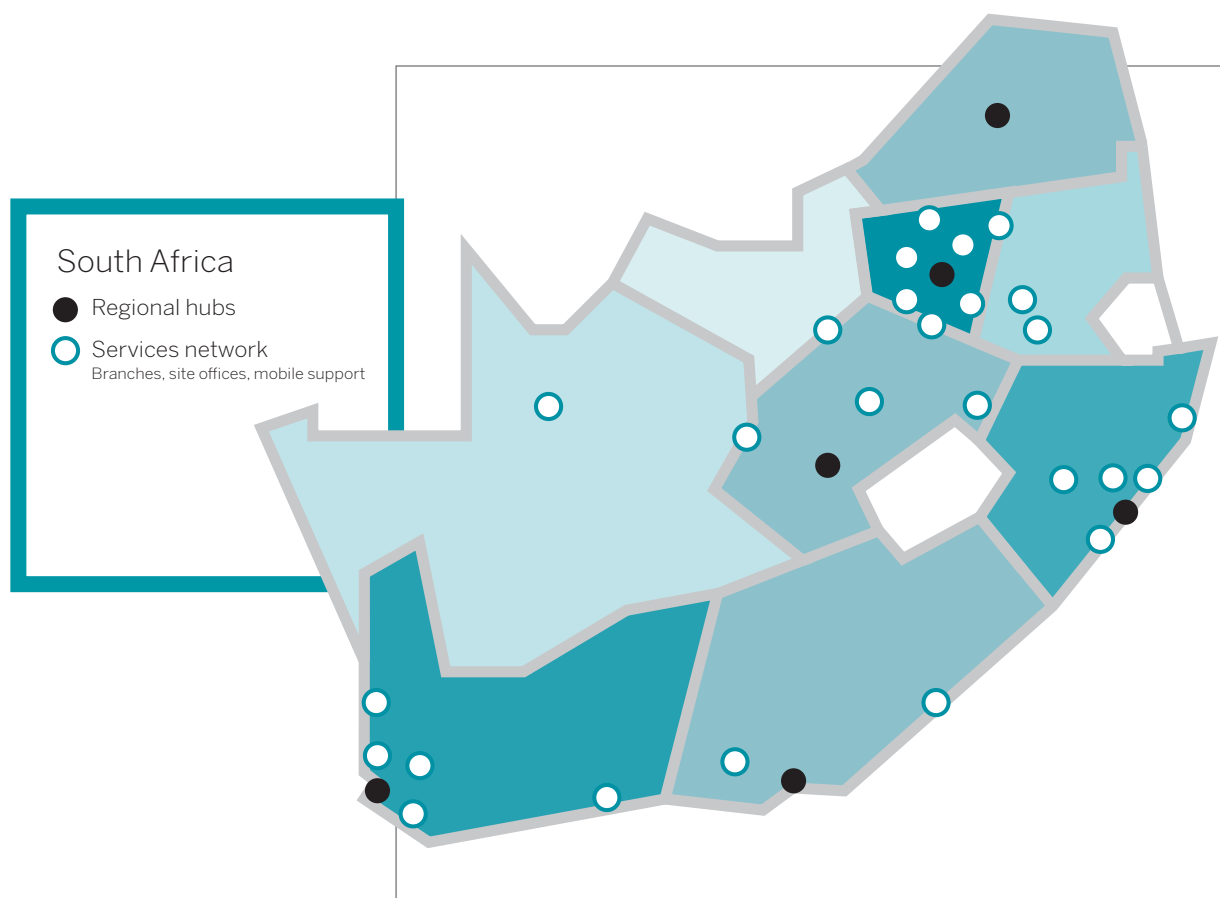 South Africa
Regional hubs
Services network
Branches, site offices, mobile support